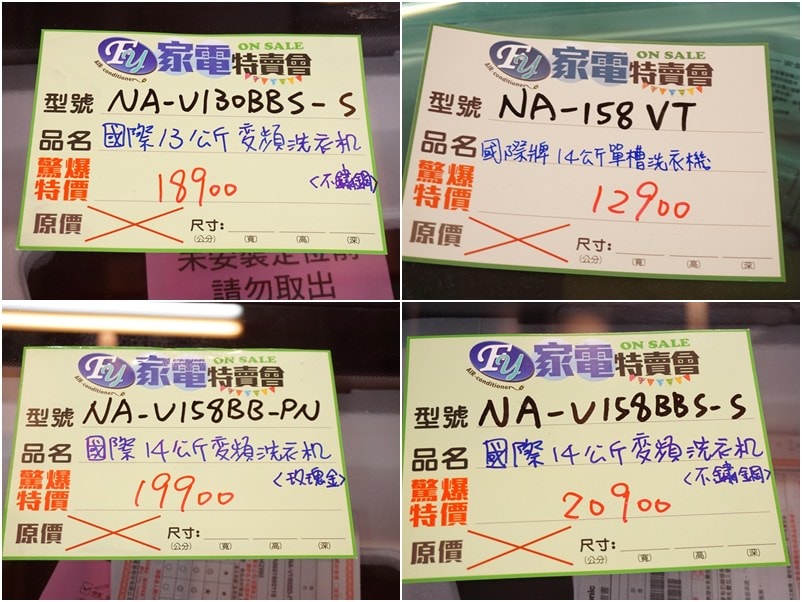 FY 家電特賣會 ON SALE
AIR-conditioner
型號 NA-V130BBS-S
品名 國際13公斤変頻洗衣机
驚爆特價 18900 <不鏽鋼>
原價 尺寸:
(公分) (寬) (高) (深)
未安裝定位前
請勿取出
FY 家電特賣會 ON SALE
AIR-conditioner
型號 NA-158VT
品名 國際牌14公斤單槽洗衣機
驚爆特價 12900
原價 尺寸:
(公分) (寬) (高) (深)
FY 家電特賣會 ON SALE
AIR-conditioner
型號 NA-V158BB-PN
品名 國際14公斤変頻洗衣机
驚爆特價 19900 <玫瑰金>
原價 尺寸:
(公分) (寬) (高) (深)
FY 家電特賣會 ON SALE
AIR-conditioner
型號 NA-V158BBS-S
品名 國際14公斤変頻洗衣机
驚爆特價 20900 <不鏽鋼>
原價 尺寸:
(公分) (寬) (高) (深)